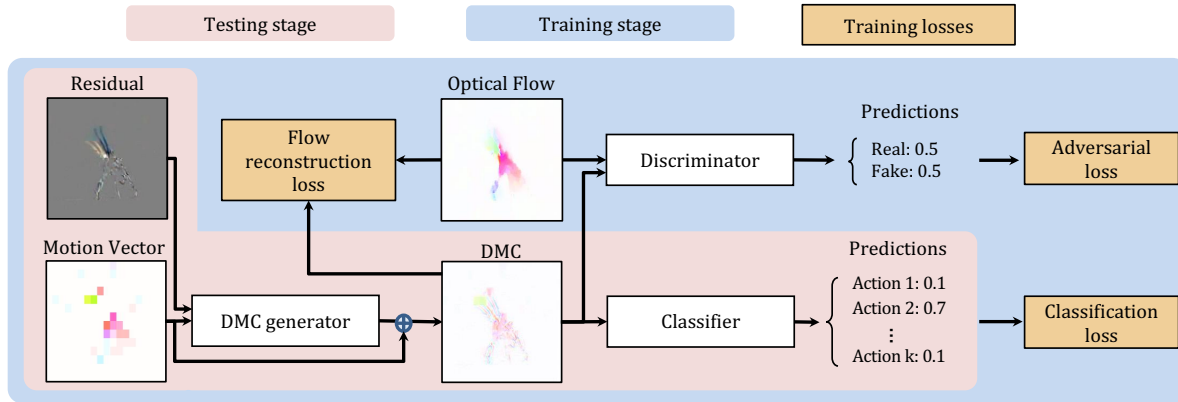 Testing stage
Training stage
Training losses
Residual
Optical Flow
Predictions
Flow
reconstruction
loss
Discriminator
Real: 0.5
Fake: 0.5
Adversarial
loss
Motion Vector
DMC
Predictions
DMC generator
Classifier
Action 1: 0.1
Action 2: 0.7
⋮
Action k: 0.1
Classification
loss